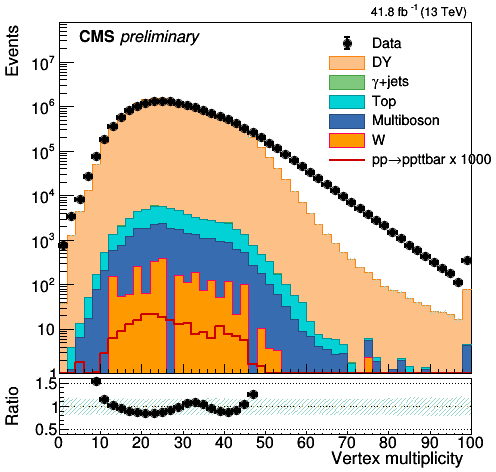 41.8 fb⁻¹ (13 TeV)
CMS preliminary
Events
Data
DY
γ+jets
Top
Multiboson
W
pp→ppttbar x 1000
10⁷
10⁶
10⁵
10⁴
10³
10²
10
1
Ratio
1.5
1
0.5
0 10 20 30 40 50 60 70 80 90 100
Vertex multiplicity